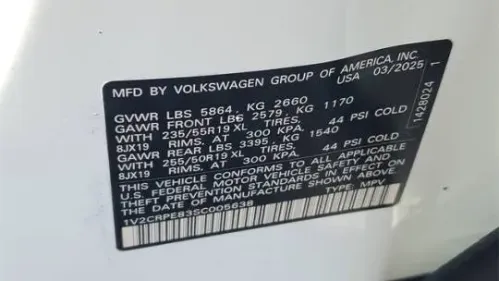 MFD BY VOLKSWAGEN GROUP OF AMERICA, INC.
USA 03/2025
GVWR LBS 5864. KG 2660
GAWR FRONT LBS 2579. KG 1170
WITH 235/55R19 XL TIRES. 44 PSI COLD
8JX19 RIMS. AT 300 KPA.
GAWR REAR LBS 3395. KG 1540
WITH 255/50R19 XL TIRES. 44 PSI COLD
8JX19 RIMS. AT 300 KPA.
THIS VEHICLE CONFORMS TO ALL APPLICABLE
U.S. FEDERAL MOTOR VEHICLE SAFETY AND
THEFT PREVENTION STANDARDS IN EFFECT ON
THE DATE OF MANUFACTURE SHOWN ABOVE
1V2CRPE83SC005638 TYPE: MPV
1428024 1